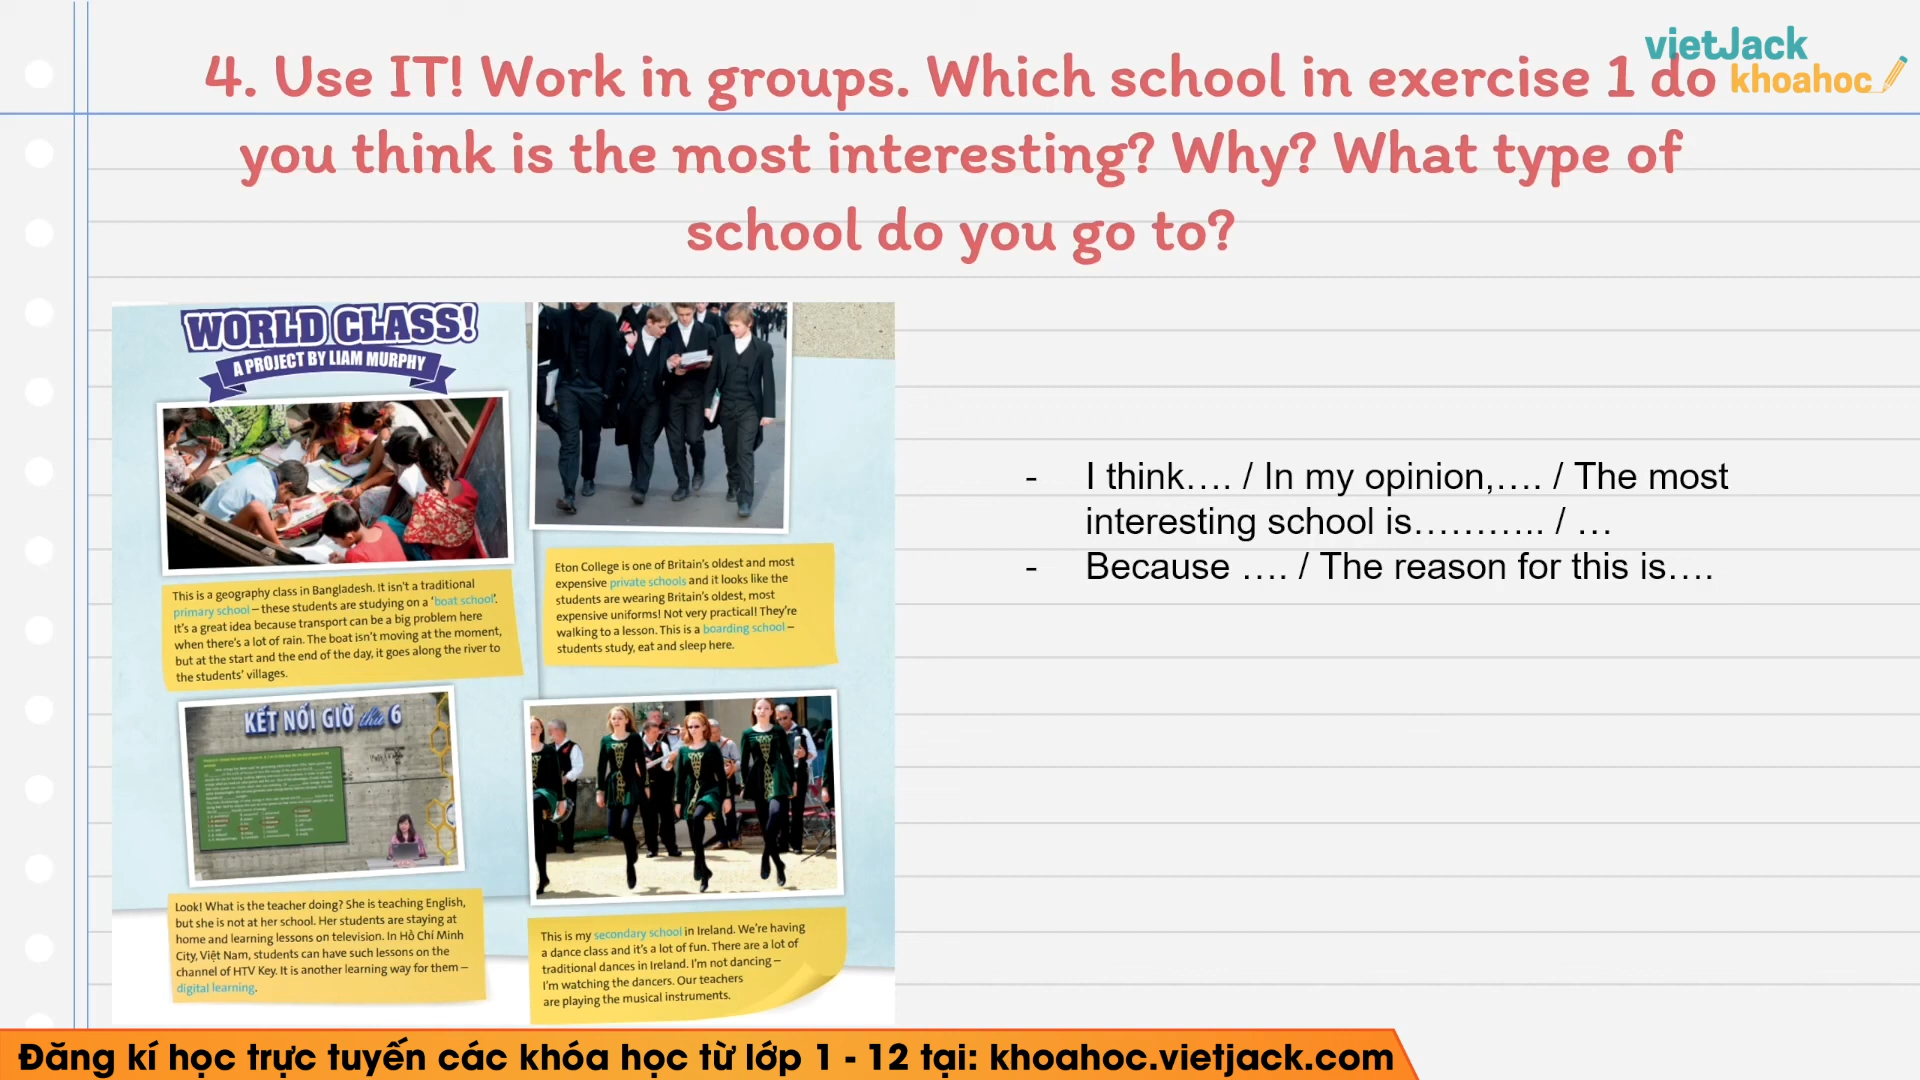 vietJack
khoahoc
4. Use IT! Work in groups. Which school in exercise 1 do
you think is the most interesting? Why? What type of
school do you go to?
WORLD CLASS!
A PROJECT BY LIAM MURPHY
This is a geography class in Bangladesh. It isn't a traditional
primary school – these students are studying on a 'boat school'.
It's a great idea because transport can be a big problem here
when there's a lot of rain. The boat isn't moving at the moment,
but at the start and the end of the day, it goes along the river to
the students' villages.
Eton College is one of Britain's oldest and most
expensive private schools and it looks like the
students are wearing Britain's oldest, most
expensive uniforms! Not very practical! They're
walking to a lesson. This is a boarding school –
students study, eat and sleep here.
KẾT NỐI GIỜ thứ 6
Look! What is the teacher doing? She is teaching English,
but she is not at her school. Her students are staying at
home and learning lessons on television. In Hồ Chí Minh
City, Việt Nam, students can have such lessons on the
channel of HTV Key. It is another learning way for them –
digital learning.
This is my secondary school in Ireland. We're having
a dance class and it's a lot of fun. There are a lot of
traditional dances in Ireland. I'm not dancing –
I'm watching the dancers. Our teachers
are playing the musical instruments.
- I think…. / In my opinion,…. / The most
interesting school is……….. / …
- Because …. / The reason for this is….
Đăng kí học trực tuyến các khóa học từ lớp 1 - 12 tại: khoahoc.vietjack.com